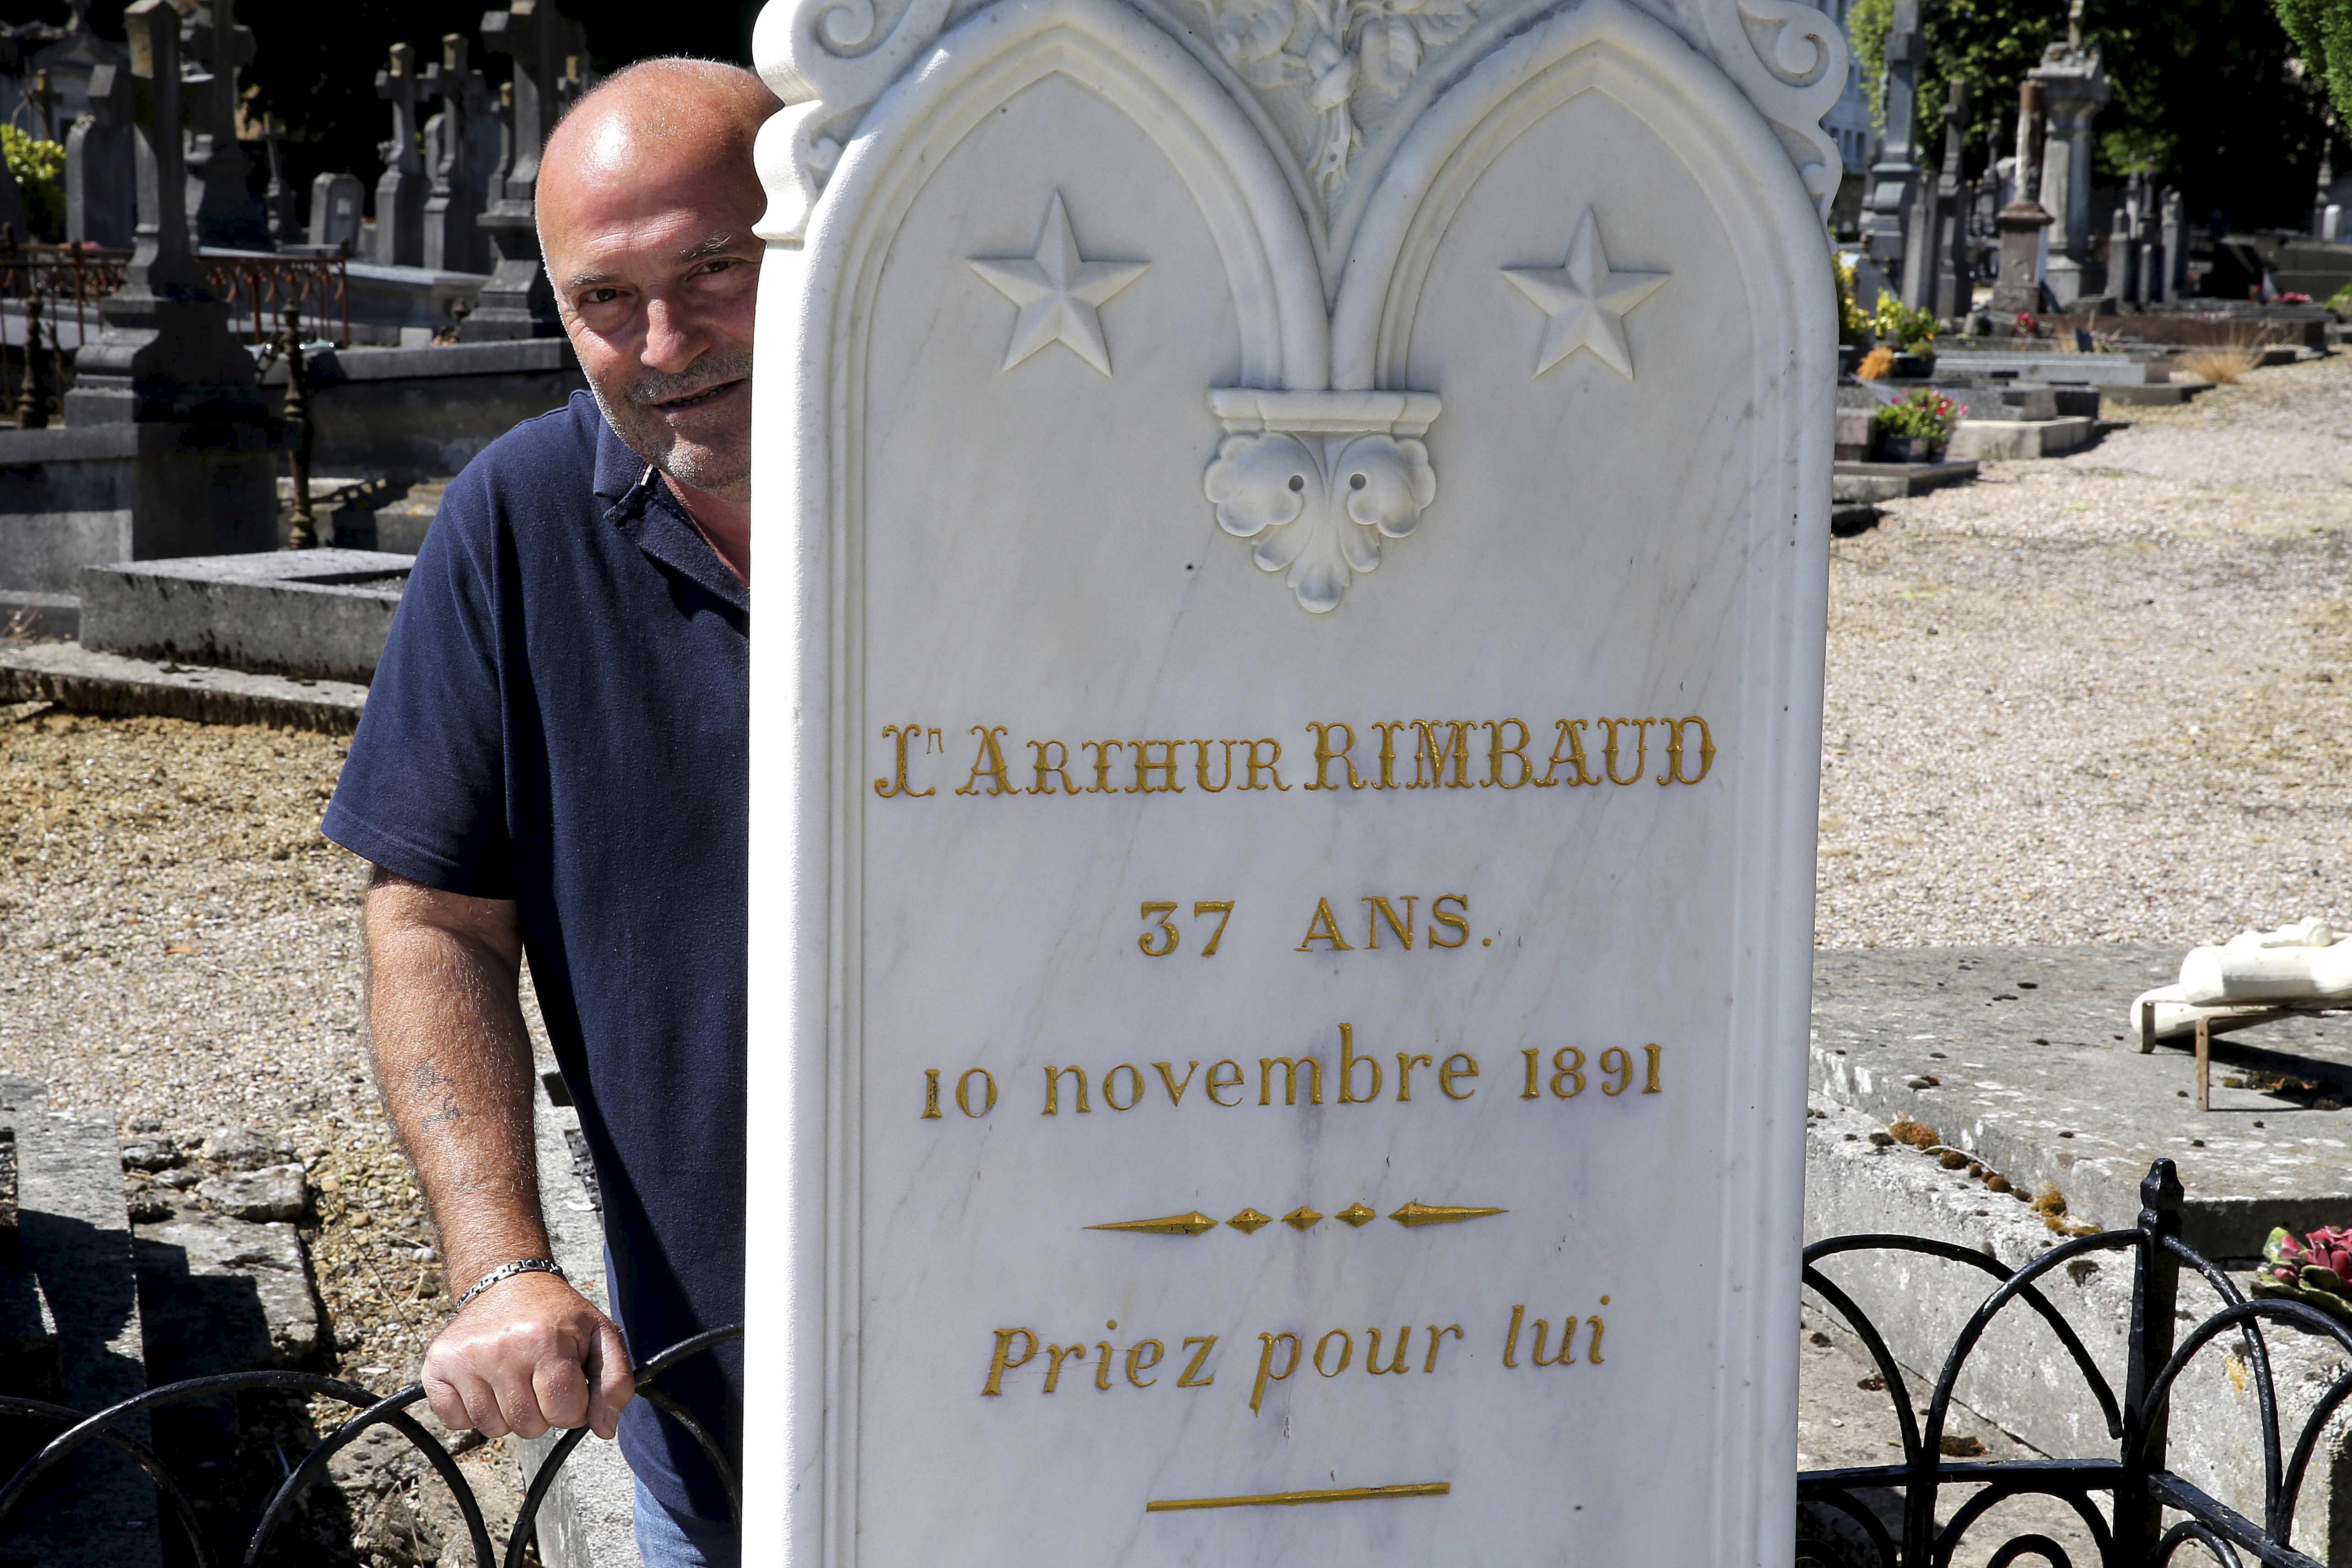 Jn ARTHUR RIMBAUD
37 ANS.
10 novembre 1891
Priez pour lui